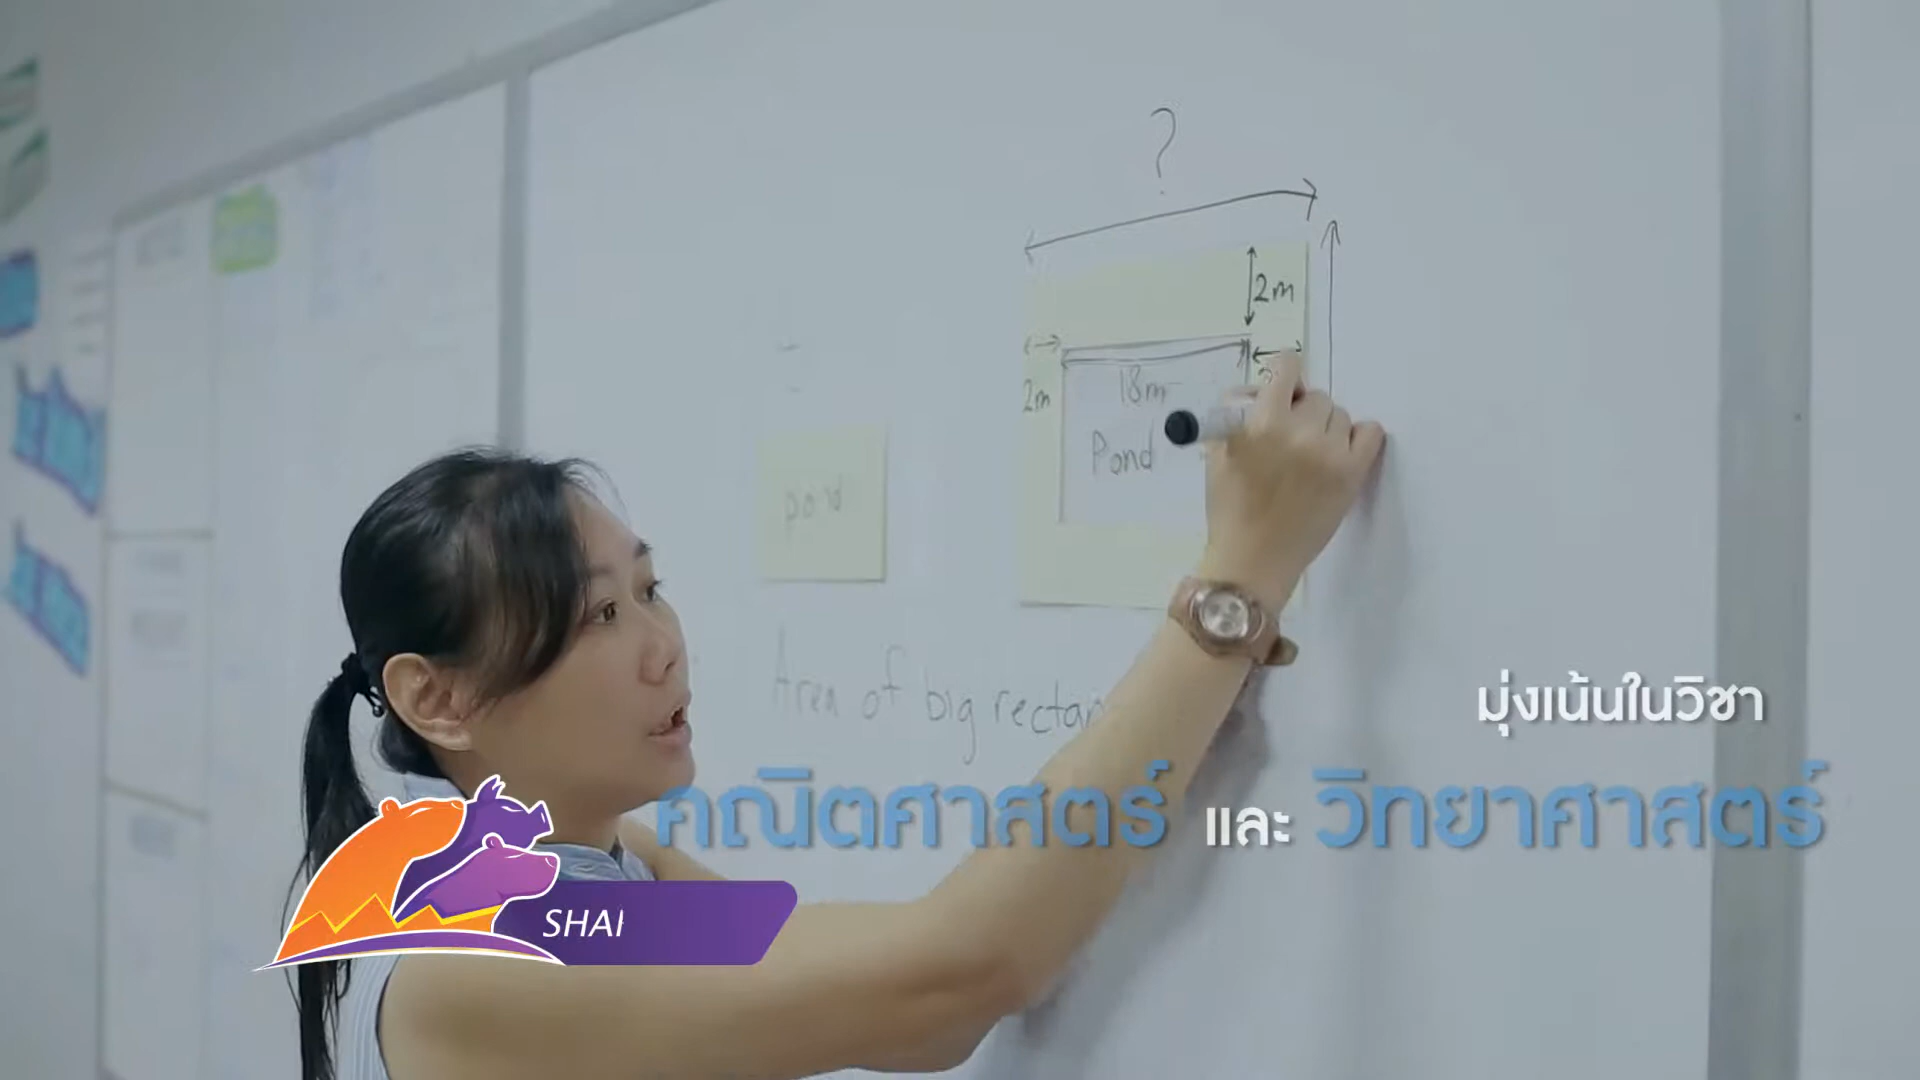 ?
2m
2m
18m
Pond
pond
Area of big rectan
มุ่งเน้นในวิชา
คณิตศาสตร์ และ วิทยาศาสตร์
SHAI